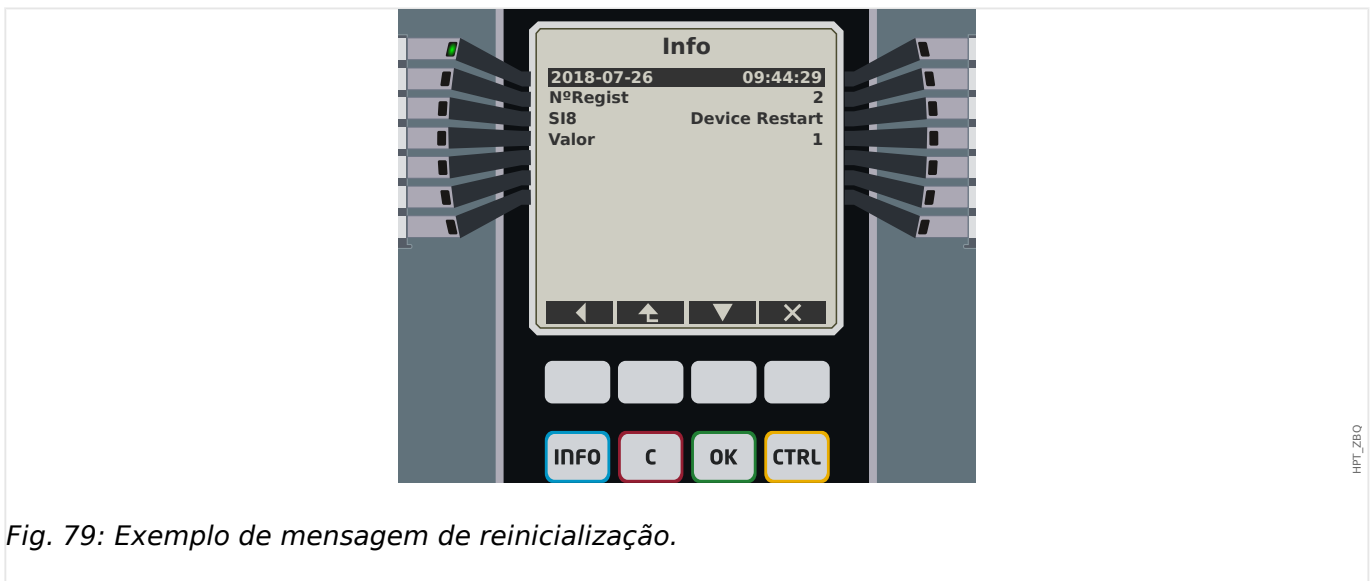 Info
2018-07-26 09:44:29
NºRegist 2
SI8 Device Restart
Valor 1
INFO C OK CTRL
HPT_ZBQ
Fig. 79: Exemplo de mensagem de reinicialização.